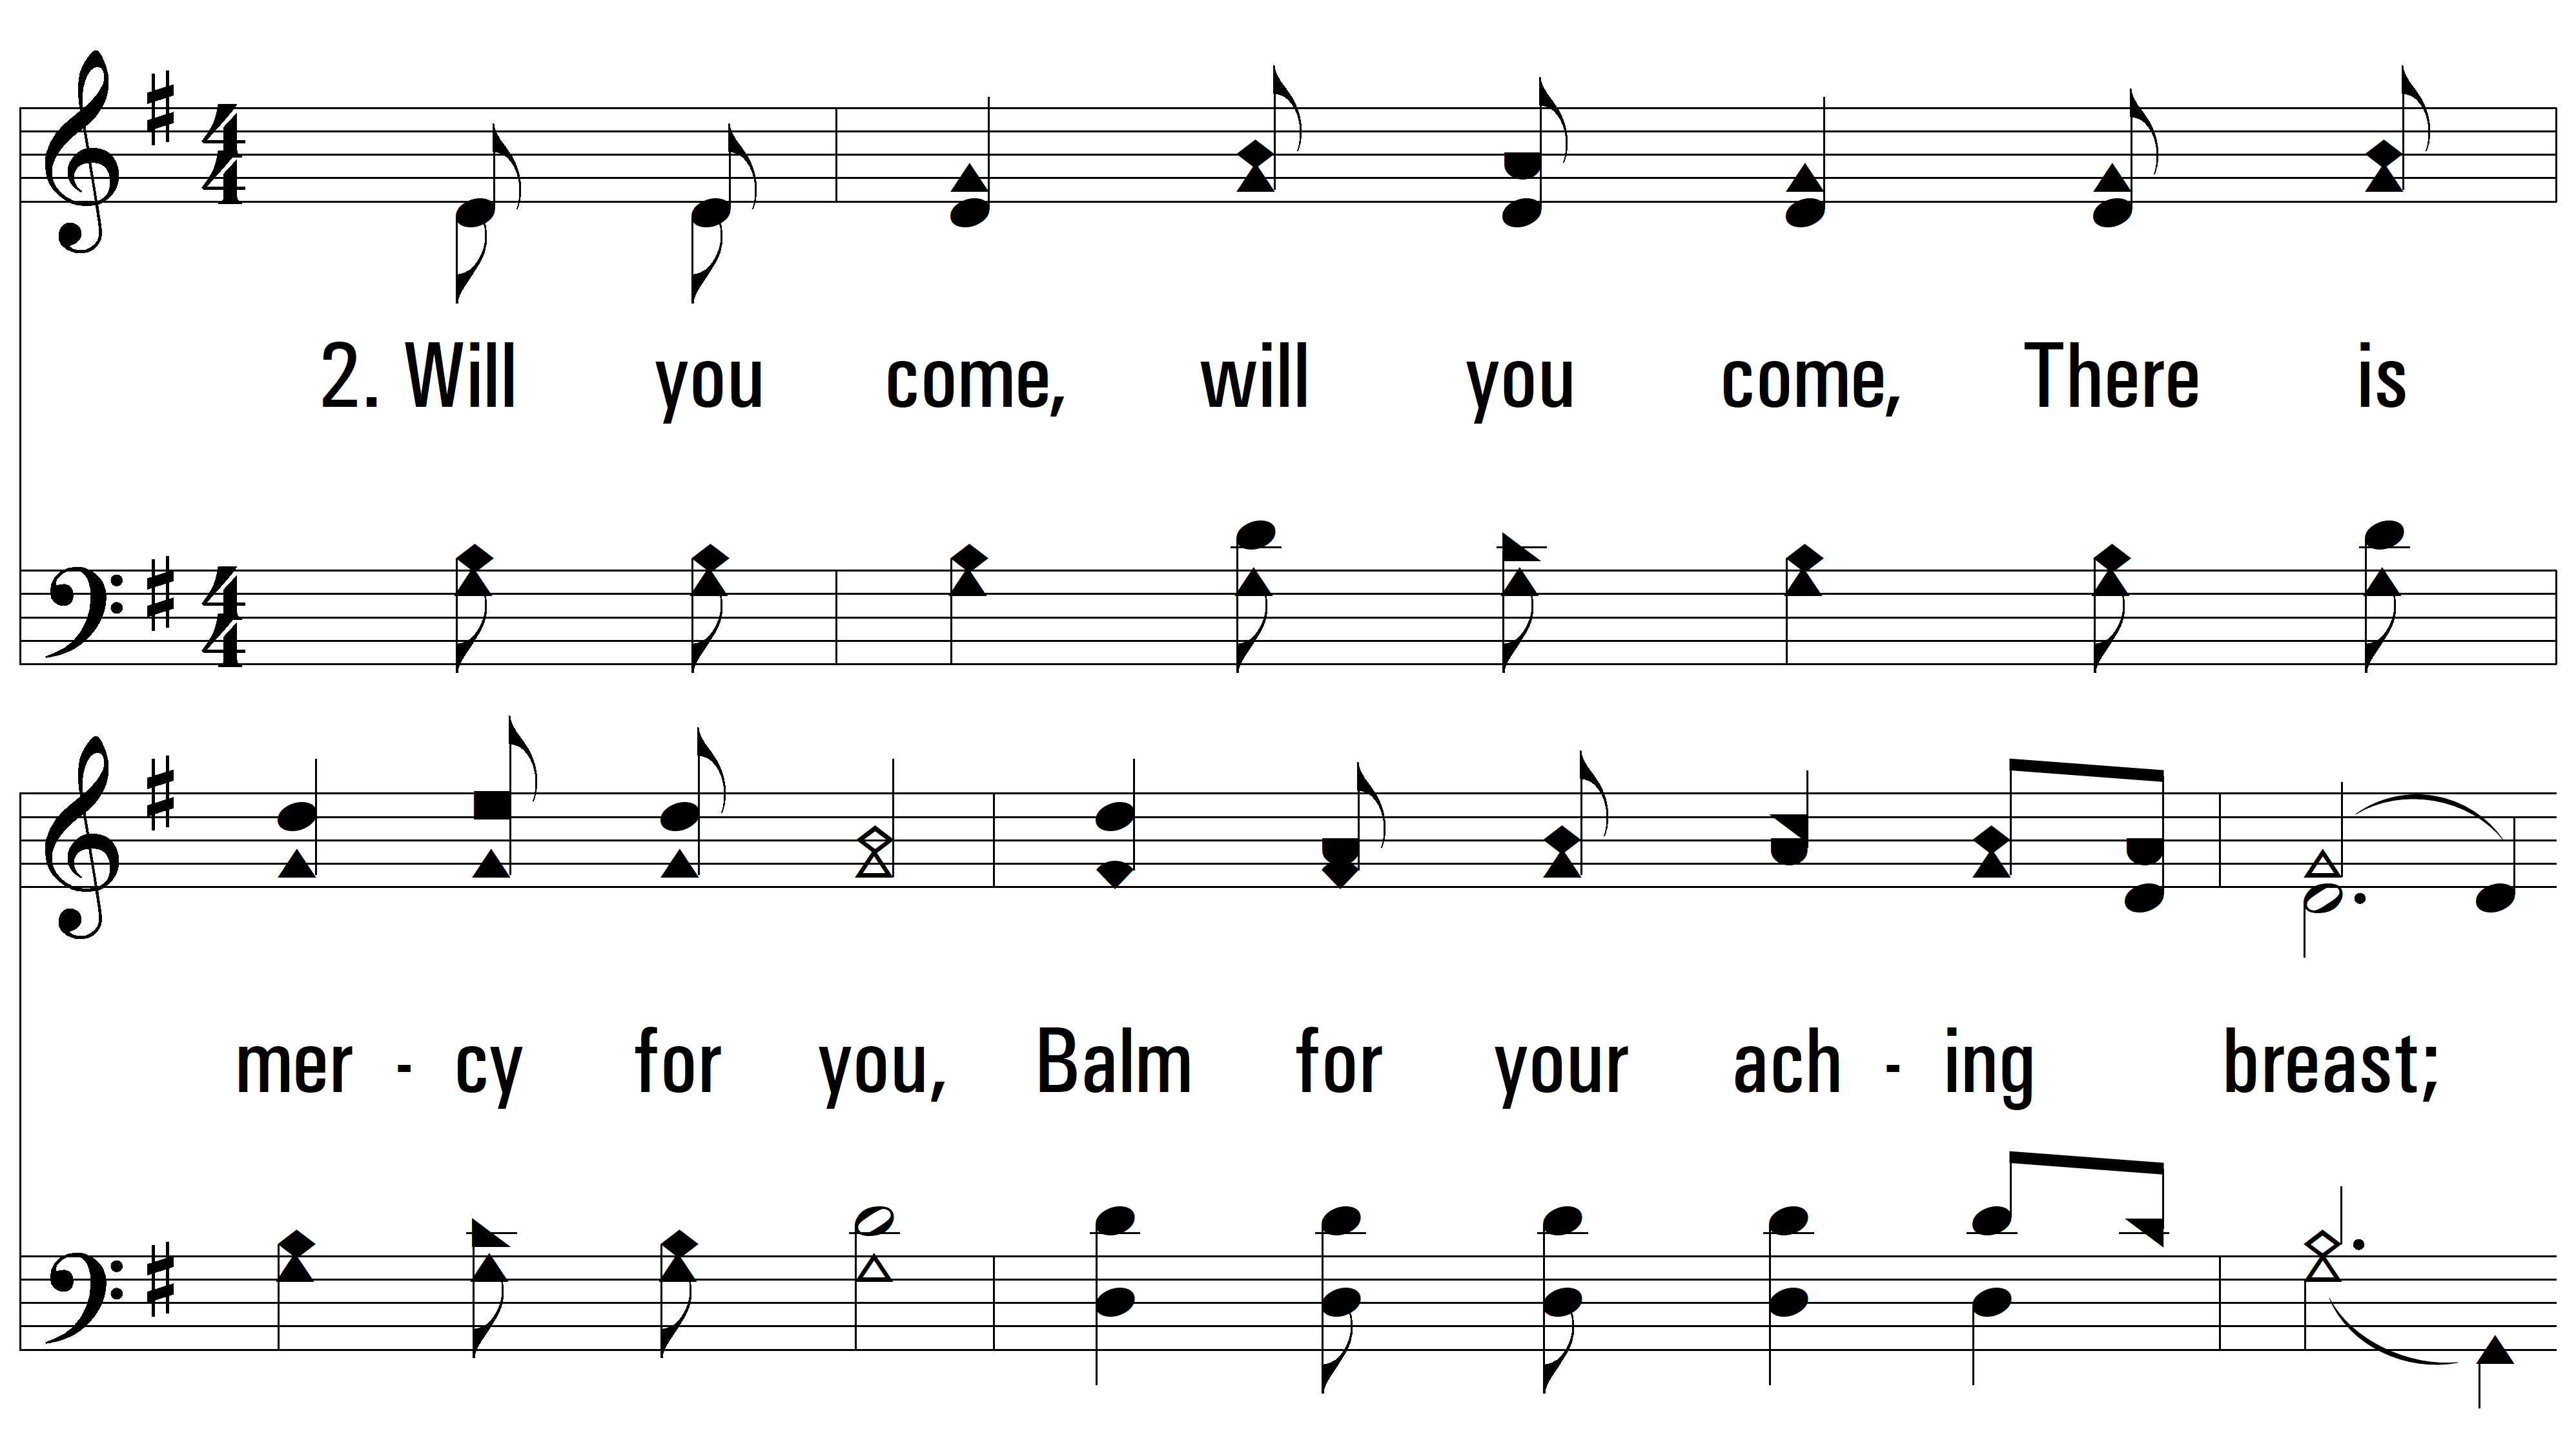 2. Will you come, will you come, There is
mer - cy for you, Balm for your ach - ing breast;